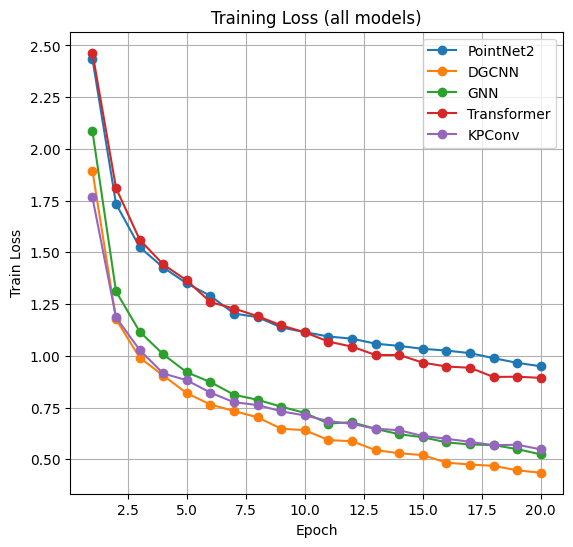 Training Loss (all models)
PointNet2
DGCNN
GNN
Transformer
KPConv
Train Loss
2.50
2.25
2.00
1.75
1.50
1.25
1.00
0.75
0.50
2.5
5.0
7.5
10.0
12.5
15.0
17.5
20.0
Epoch